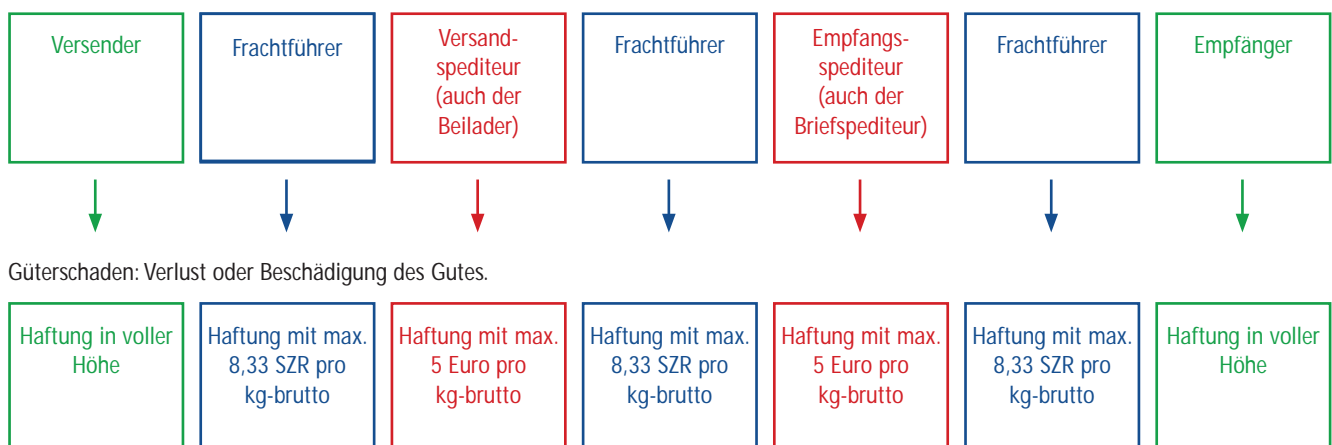 Versender
Frachtführer
Versand-
spediteur
(auch der
Beilader)
Frachtführer
Empfangs-
spediteur
(auch der
Briefspediteur)
Frachtführer
Empfänger
Güterschaden: Verlust oder Beschädigung des Gutes.
Haftung in voller
Höhe
Haftung mit max.
8,33 SZR pro
kg-brutto
Haftung mit max.
5 Euro pro
kg-brutto
Haftung mit max.
8,33 SZR pro
kg-brutto
Haftung mit max.
5 Euro pro
kg-brutto
Haftung mit max.
8,33 SZR pro
kg-brutto
Haftung in voller
Höhe